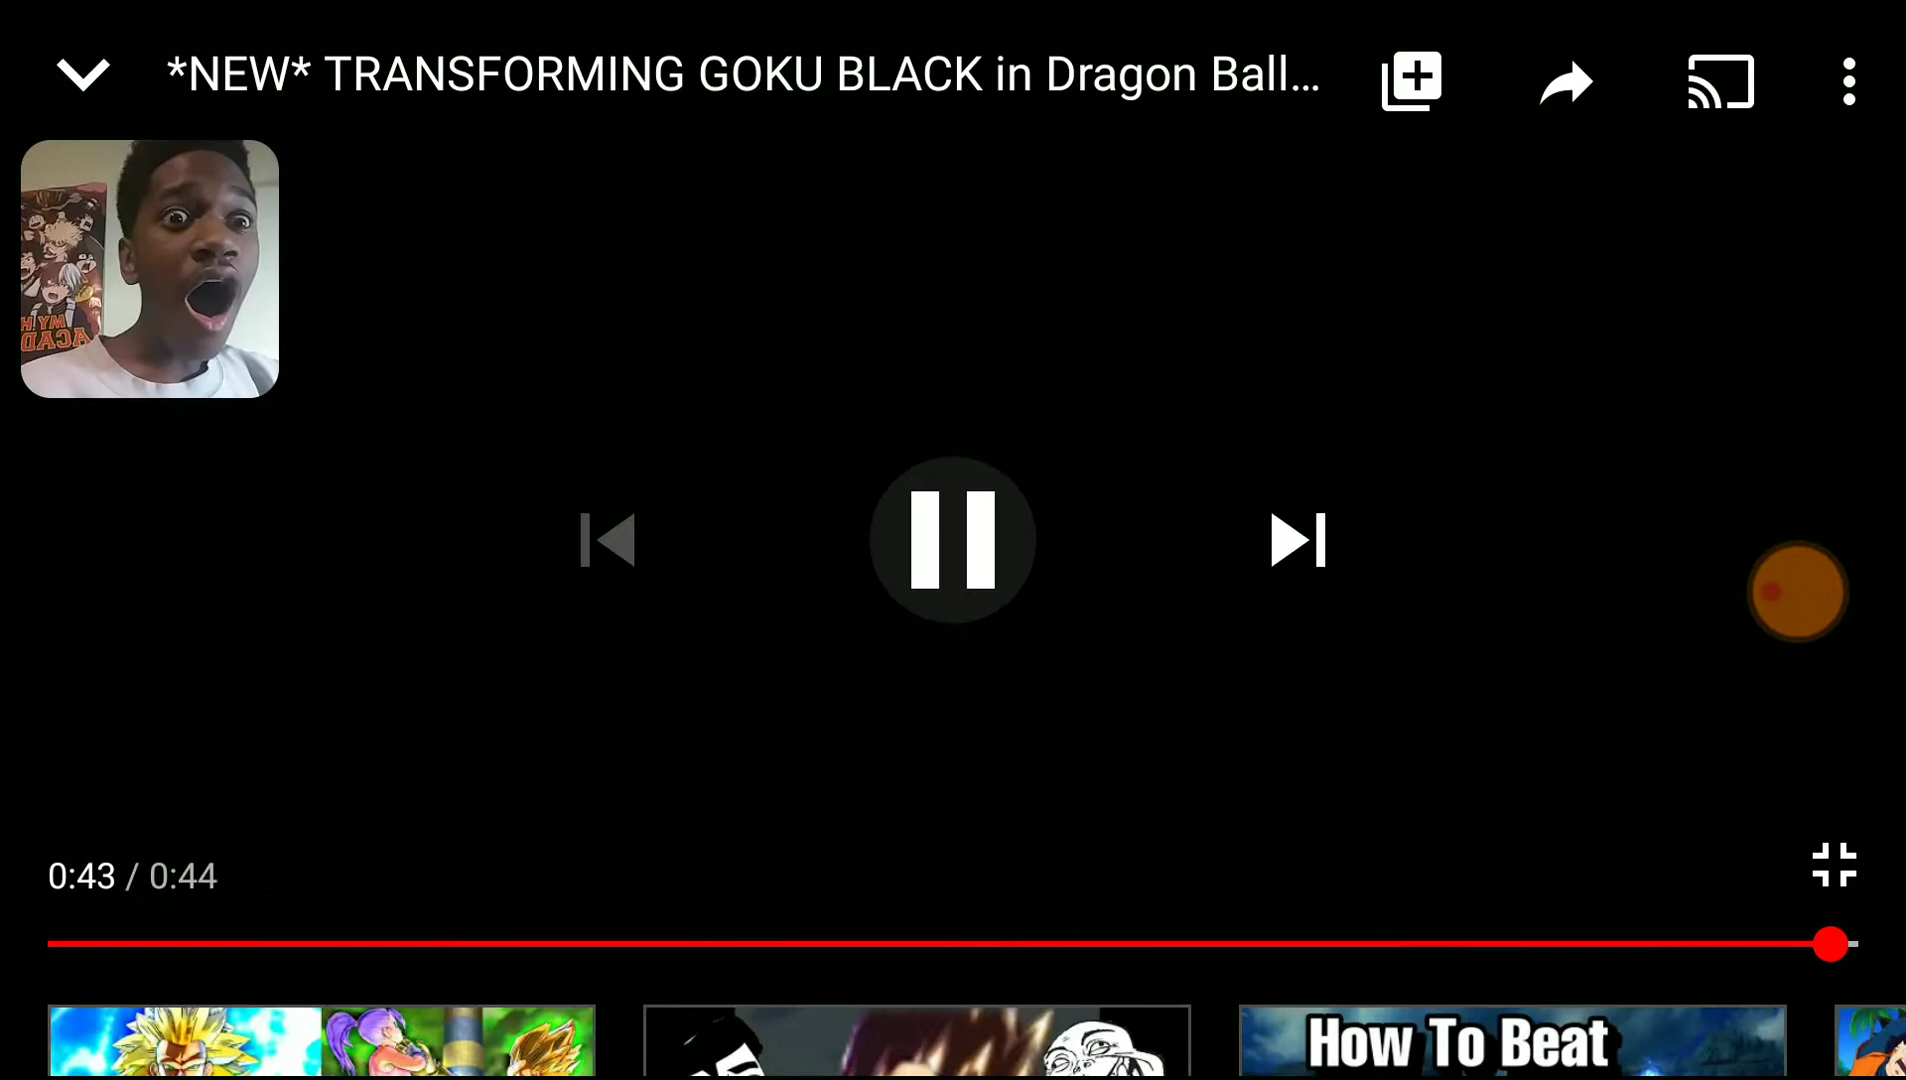 *NEW* TRANSFORMING GOKU BLACK in Dragon Ball...
0:43 / 0:44
How To Beat